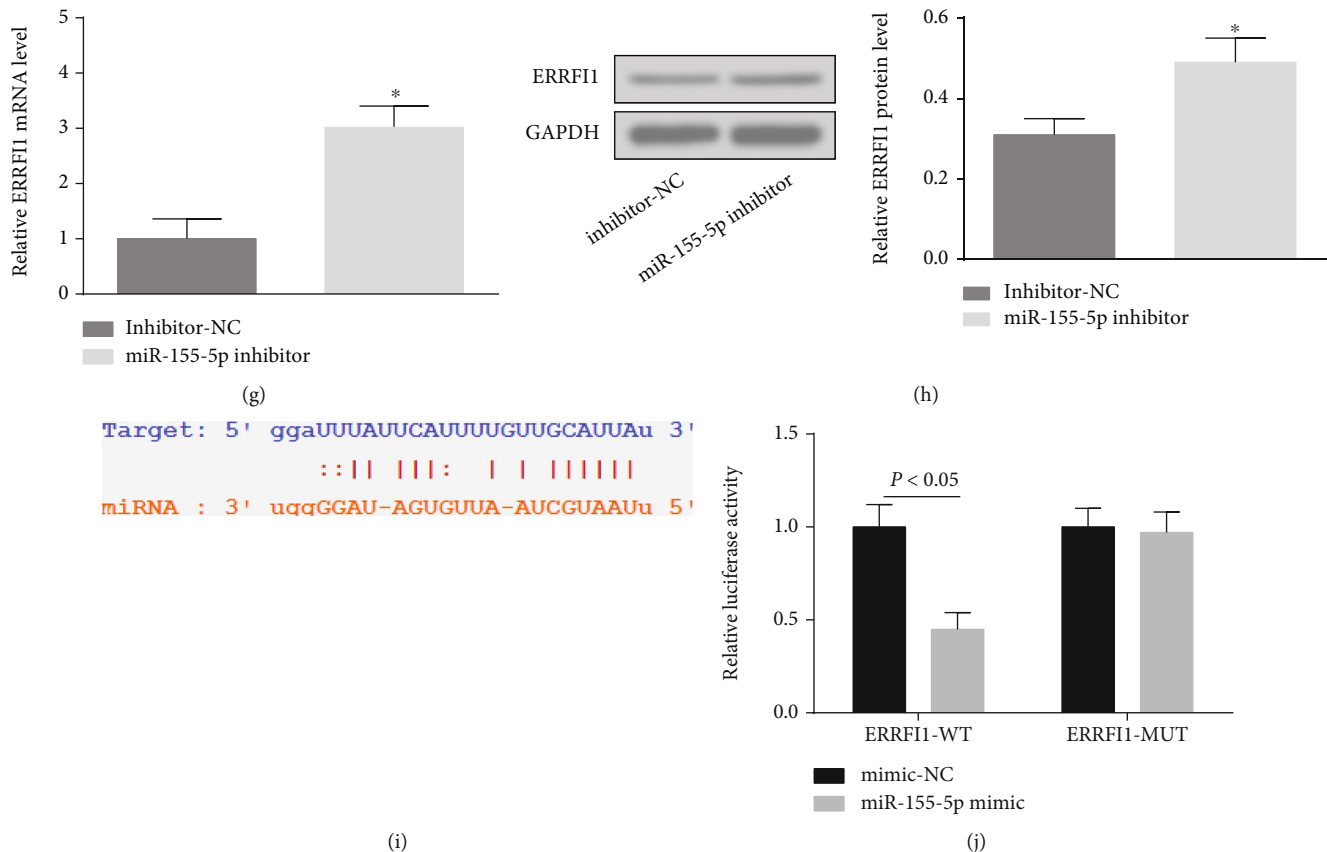 5
4
3
2
1
0
Relative ERRFI1 mRNA level
*
Inhibitor-NC
miR-155-5p inhibitor
(g)
ERRFI1
GAPDH
inhibitor-NC
miR-155-5p inhibitor
0.6
0.4
0.2
0.0
Relative ERRFI1 protein level
*
Inhibitor-NC
miR-155-5p inhibitor
(h)
Target: 5' ggaUUUAUUCAUUUUGUUGCAUUAu 3'
::|| |||: | | ||||||
miRNA : 3' uggGGAU-AGUGUUA-AUCGUAAUu 5'
(i)
1.5
1.0
0.5
0.0
Relative luciferase activity
P < 0.05
ERRFI1-WT
ERRFI1-MUT
mimic-NC
miR-155-5p mimic
(j)